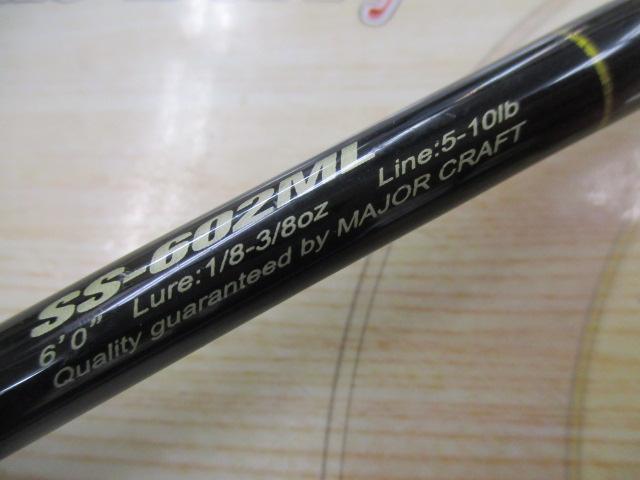 SS-602ML
6'0" Lure:1/8-3/8oz Line:5-10lb
Quality guaranteed by MAJOR CRAFT